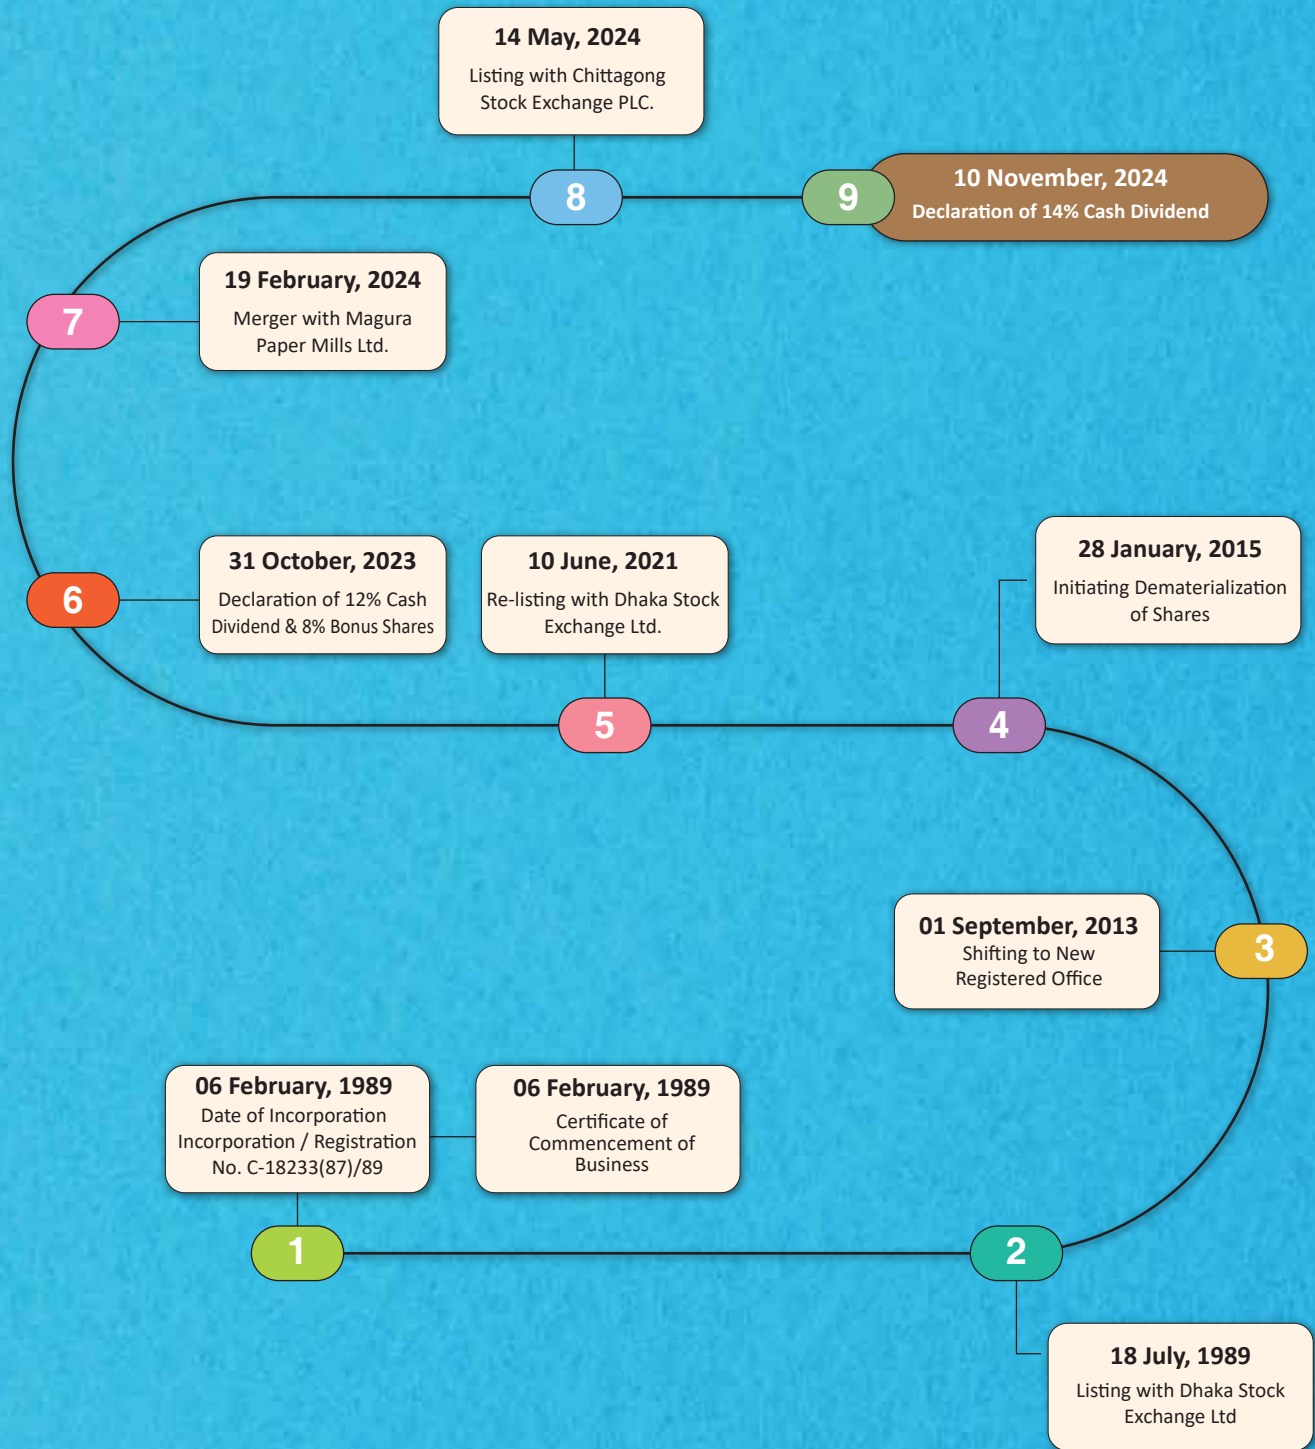 14 May, 2024
Listing with Chittagong
Stock Exchange PLC.
8
9
10 November, 2024
Declaration of 14% Cash Dividend
7
19 February, 2024
Merger with Magura
Paper Mills Ltd.
6
31 October, 2023
Declaration of 12% Cash
Dividend & 8% Bonus Shares
10 June, 2021
Re-listing with Dhaka Stock
Exchange Ltd.
5
28 January, 2015
Initiating Dematerialization
of Shares
4
01 September, 2013
Shifting to New
Registered Office
3
06 February, 1989
Date of Incorporation
Incorporation / Registration
No. C-18233(87)/89
06 February, 1989
Certificate of
Commencement of
Business
1
2
18 July, 1989
Listing with Dhaka Stock
Exchange Ltd